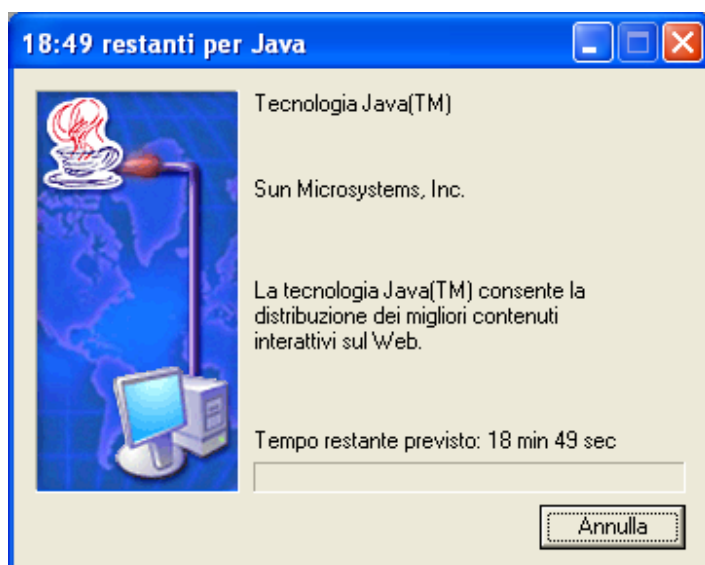 18:49 restanti per Java
Tecnologia Java(TM)
Sun Microsystems, Inc.
La tecnologia Java(TM) consente la
distribuzione dei migliori contenuti
interattivi sul Web.
Tempo restante previsto: 18 min 49 sec
Annulla